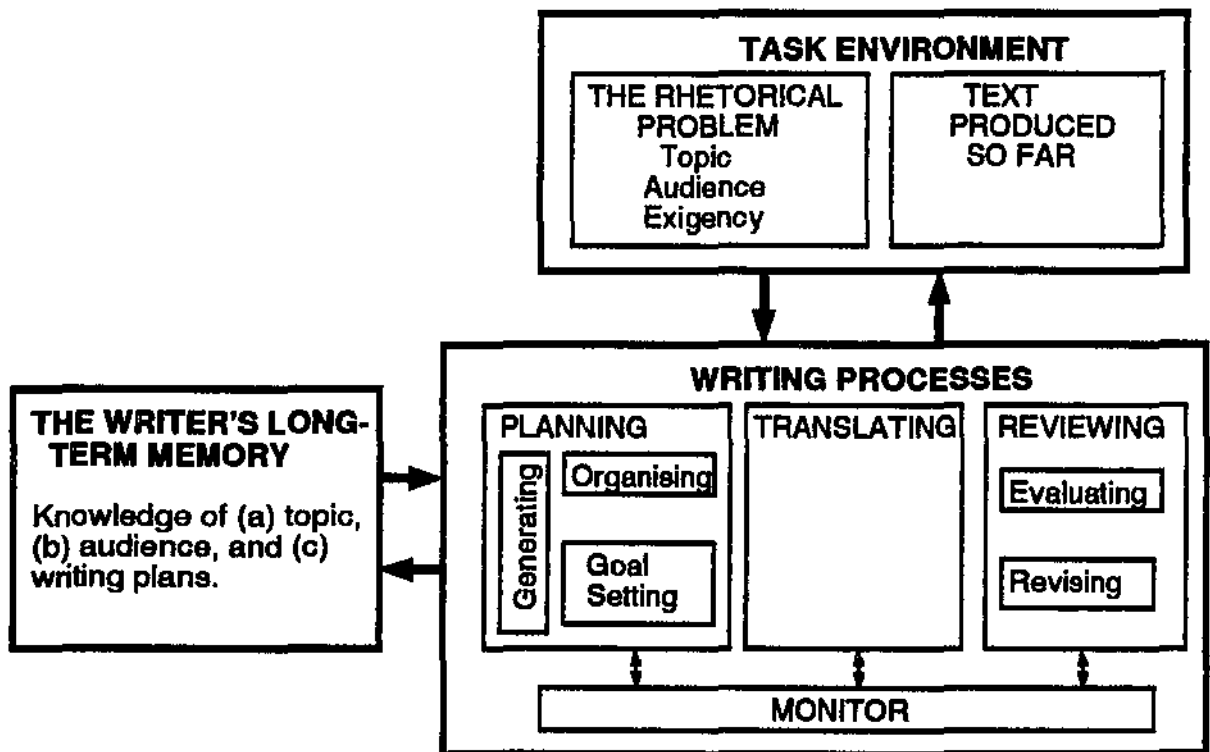 TASK ENVIRONMENT
THE RHETORICAL
PROBLEM
Topic
Audience
Exigency
TEXT
PRODUCED
SO FAR
THE WRITER'S LONG-
TERM MEMORY
Knowledge of (a) topic,
(b) audience, and (c)
writing plans.
WRITING PROCESSES
PLANNING
Generating
Organising
Goal
Setting
TRANSLATING
REVIEWING
Evaluating
Revising
MONITOR